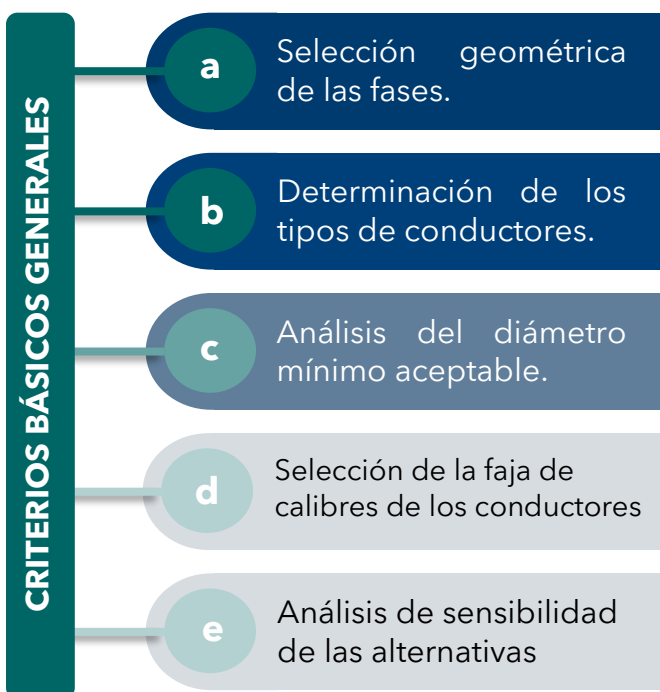 CRITERIOS BÁSICOS GENERALES
a
Selección geométrica
de las fases.
b
Determinación de los
tipos de conductores.
c
Análisis del diámetro
mínimo aceptable.
d
Selección de la faja de
calibres de los conductores
e
Análisis de sensibilidad
de las alternativas